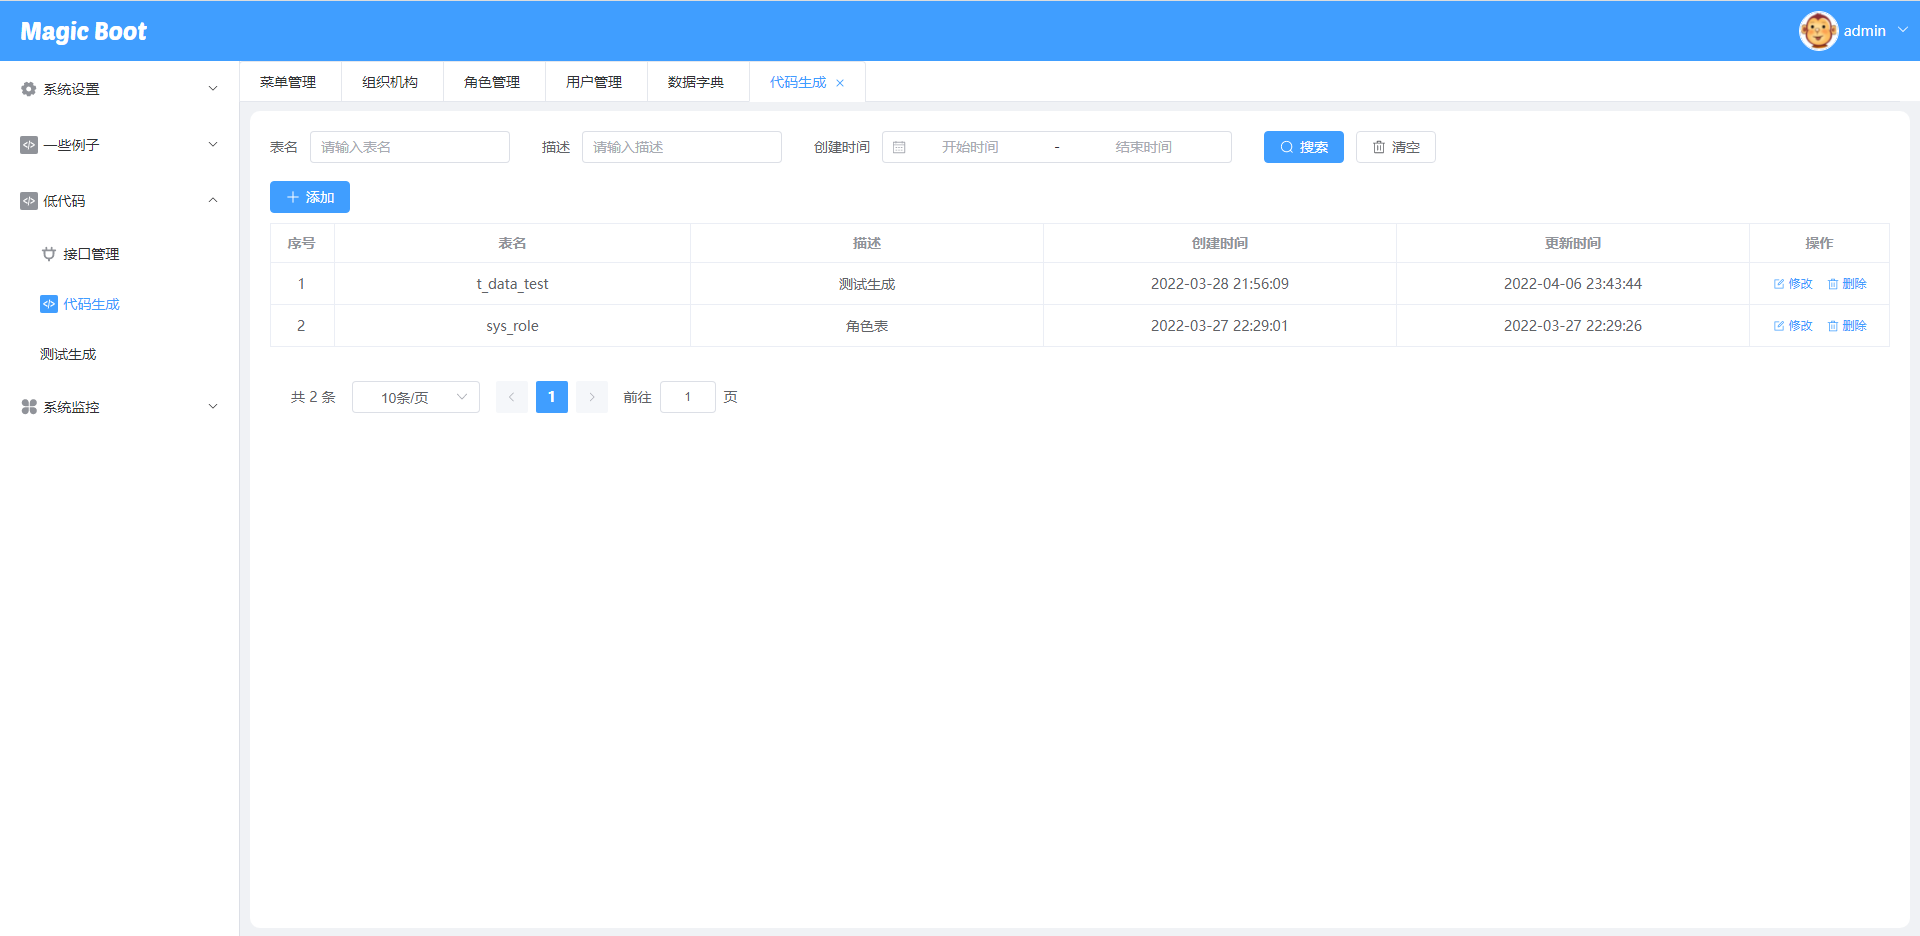 Magic Boot
admin
系统设置
一些例子
低代码
接口管理
代码生成
测试生成
系统监控
菜单管理 组织机构 角色管理 用户管理 数据字典 代码生成
表名 请输入表名 描述 请输入描述 创建时间 开始时间 - 结束时间 搜索 清空
添加
序号 表名 描述 创建时间 更新时间 操作
1 t_data_test 测试生成 2022-03-28 21:56:09 2022-04-06 23:43:44 修改 删除
2 sys_role 角色表 2022-03-27 22:29:01 2022-03-27 22:29:26 修改 删除
共 2 条 10条/页 1 前往 1 页